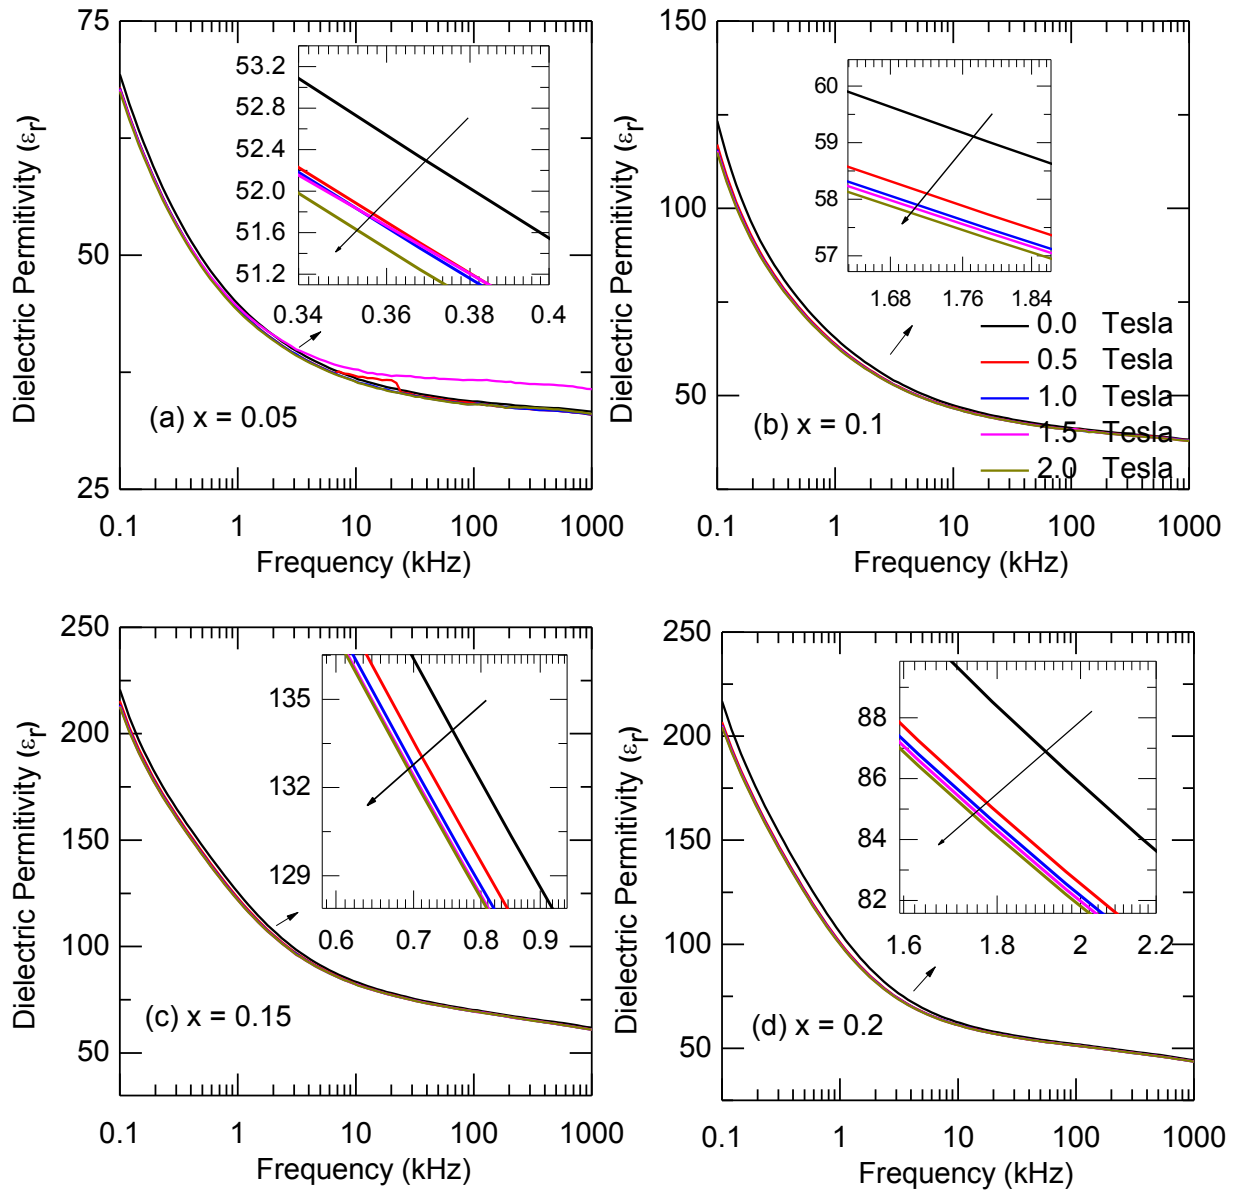 75
50
25
Dielectric Permitivity (εr)
53.2
52.8
52.4
52.0
51.6
51.2
0.34 0.36 0.38 0.4
(a) x = 0.05
0.1 1 10 100 1000
Frequency (kHz)
150
100
50
Dielectric Permitivity (εr)
60
59
58
57
1.68 1.76 1.84
0.0 Tesla
0.5 Tesla
1.0 Tesla
1.5 Tesla
2.0 Tesla
(b) x = 0.1
0.1 1 10 100 1000
Frequency (kHz)
250
200
150
100
50
Dielectric Permitivity (εr)
135
132
129
0.6 0.7 0.8 0.9
(c) x = 0.15
0.1 1 10 100 1000
Frequency (kHz)
250
200
150
100
50
Dielectric Permitivity (εr)
88
86
84
82
1.6 1.8 2 2.2
(d) x = 0.2
0.1 1 10 100 1000
Frequency (kHz)